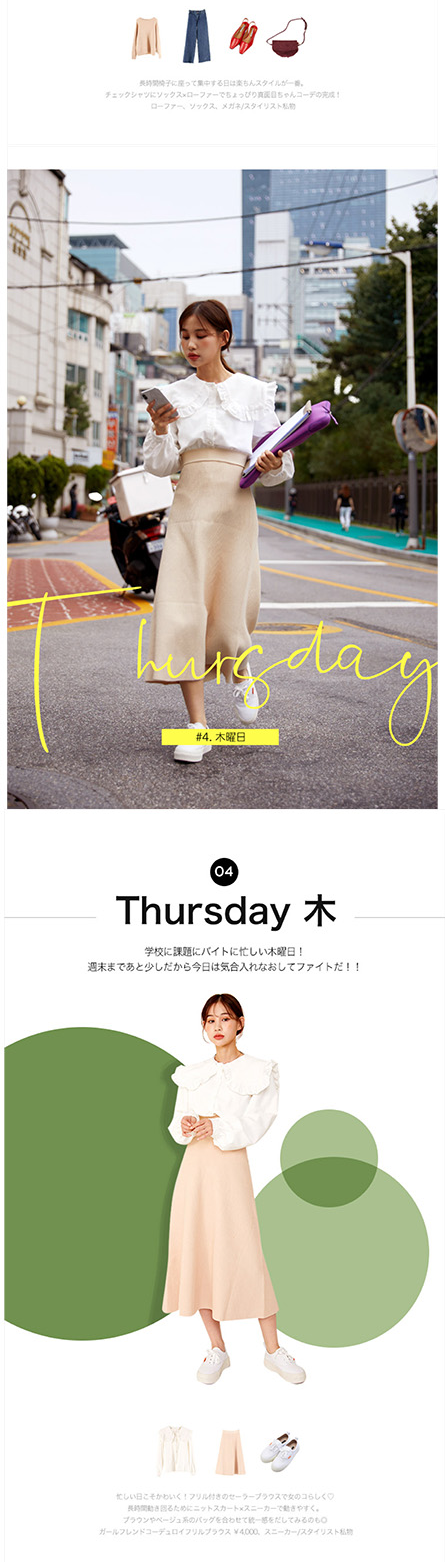 長時間椅子に座って集中する日は楽ちんスタイルが一番。
チェックシャツにソックス×ローファーでちょっぴり真面目ちゃんコーデの完成！
ローファー、ソックス、メガネ/スタイリスト私物
Thursday
#4. 木曜日
04
Thursday 木
学校に課題にバイトに忙しい木曜日！
週末まであと少しだから今日は気合入れなおしてファイトだ！！
忙しい日こそかわいく！フリル付きのセーラーブラウスで女のコらしく♡
長時間動き回るためにニットスカート×スニーカーで動きやすく。
ブラウンやベージュ系のバッグを合わせて統一感をだしてみるのも◎
ガールフレンドコーデュロイフリルブラウス ¥4,000、スニーカー/スタイリスト私物